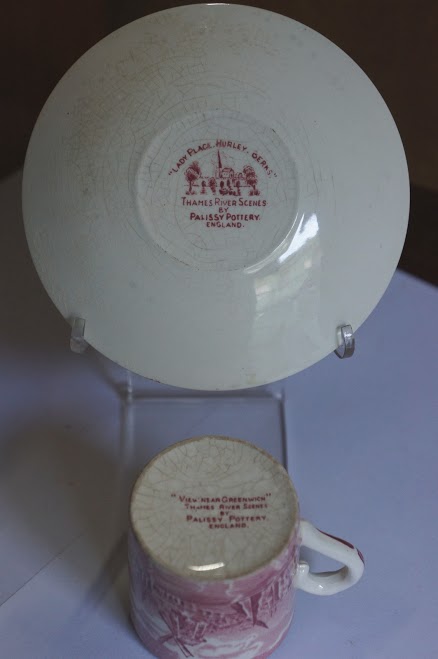 "LADY PLACE. HURLEY. BERKS."
THAMES RIVER SCENES
BY
PALISSY POTTERY.
ENGLAND.
"VIEW NEAR GREENWICH"
THAMES RIVER SCENES
BY
PALISSY POTTERY.
ENGLAND.